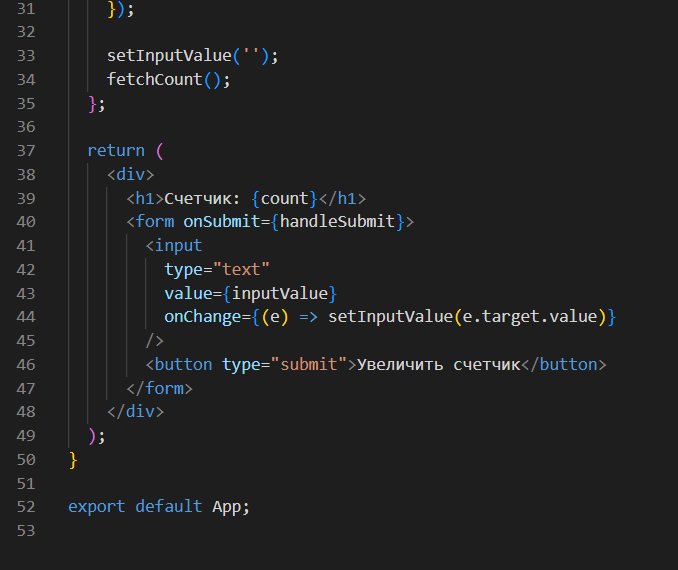 31 });
32
33 setInputValue('');
34 fetchCount();
35 };
36
37 return (
38 <div>
39 <h1>Счетчик: {count}</h1>
40 <form onSubmit={handleSubmit}>
41 <input
42 type="text"
43 value={inputValue}
44 onChange={(e) => setInputValue(e.target.value)}
45 />
46 <button type="submit">Увеличить счетчик</button>
47 </form>
48 </div>
49 );
50 }
51
52 export default App;
53